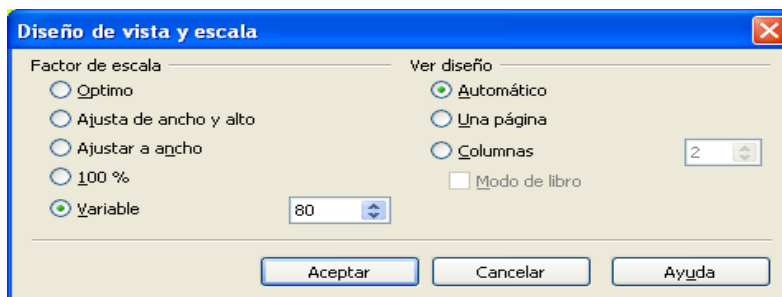 Diseño de vista y escala
Factor de escala
Optimo
Ajusta de ancho y alto
Ajustar a ancho
100 %
Variable 80
Ver diseño
Automático
Una página
Columnas 2
Modo de libro
Aceptar Cancelar Ayuda